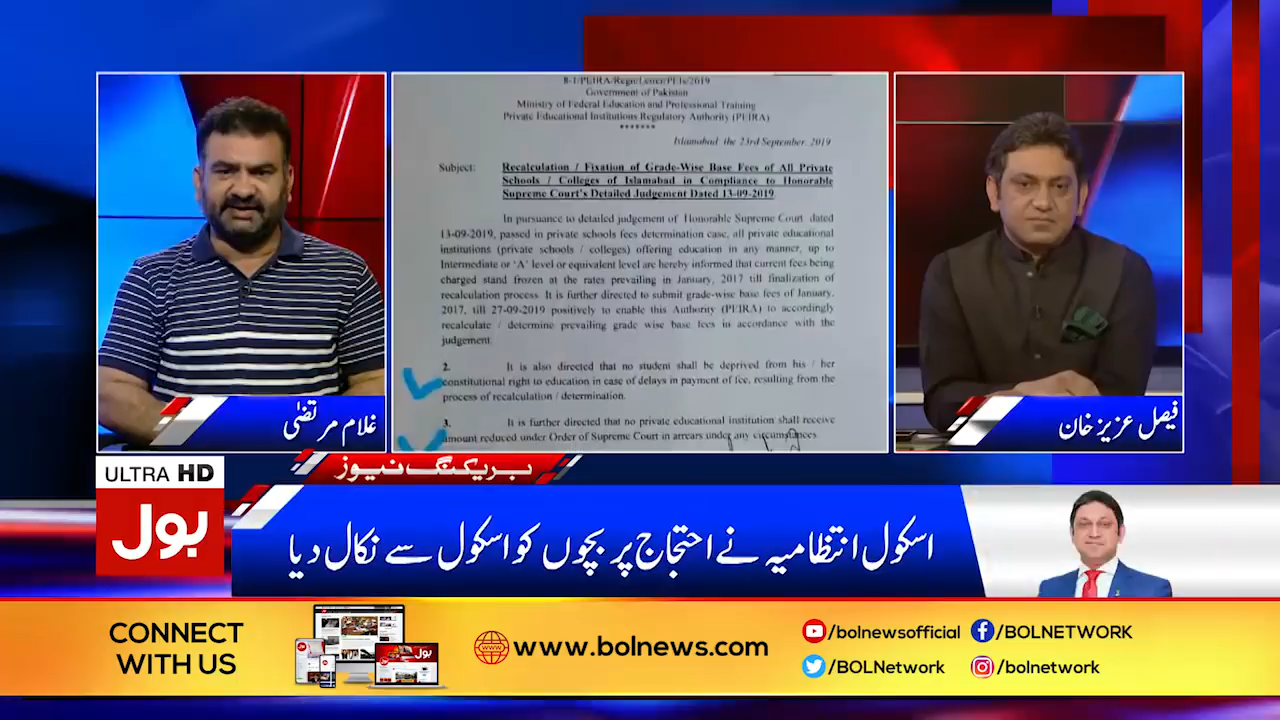 8-1/PEIRA/Regn/Lower/PEIs/2019
Government of Pakistan
Ministry of Federal Education and Professional Training
Private Educational Institutions Regulatory Authority (PEIRA)
*******
Islamabad the 23rd September, 2019
Subject: Recalculation / Fixation of Grade-Wise Base Fees of All Private
Schools / Colleges of Islamabad in Compliance to Honorable
Supreme Court's Detailed Judgement Dated 13-09-2019.
In pursuance to detailed judgement of Honorable Supreme Court dated
13-09-2019, passed in private schools fees determination case, all private educational
institutions (private schools / colleges) offering education in any manner, up to
Intermediate or 'A' level or equivalent level are hereby informed that current fees being
charged stand frozen at the rates prevailing in January, 2017 till finalization of
recalculation process. It is further directed to submit grade-wise base fees of January,
2017, till 27-09-2019 positively to enable this Authority (PEIRA) to accordingly
recalculate / determine prevailing grade wise base fees in accordance with the
judgement.
2. It is also directed that no student shall be deprived from his / her
constitutional right to education in case of delays in payment of fee, resulting from the
process of recalculation / determination.
3. It is further directed that no private educational institution shall receive
amount reduced under Order of Supreme Court in arrears under any circumstances.
غلام مرتضیٰ
فیصل عزیز خان
ULTRA HD
بول
بریکنگ نیوز
اسکول انتظامیہ نے احتجاج پر بچوں کو اسکول سے نکال دیا
CONNECT
WITH US
بول
www.bolnews.com
/bolnewsofficial
/BOLNETWORK
/BOLNetwork
/bolnetwork